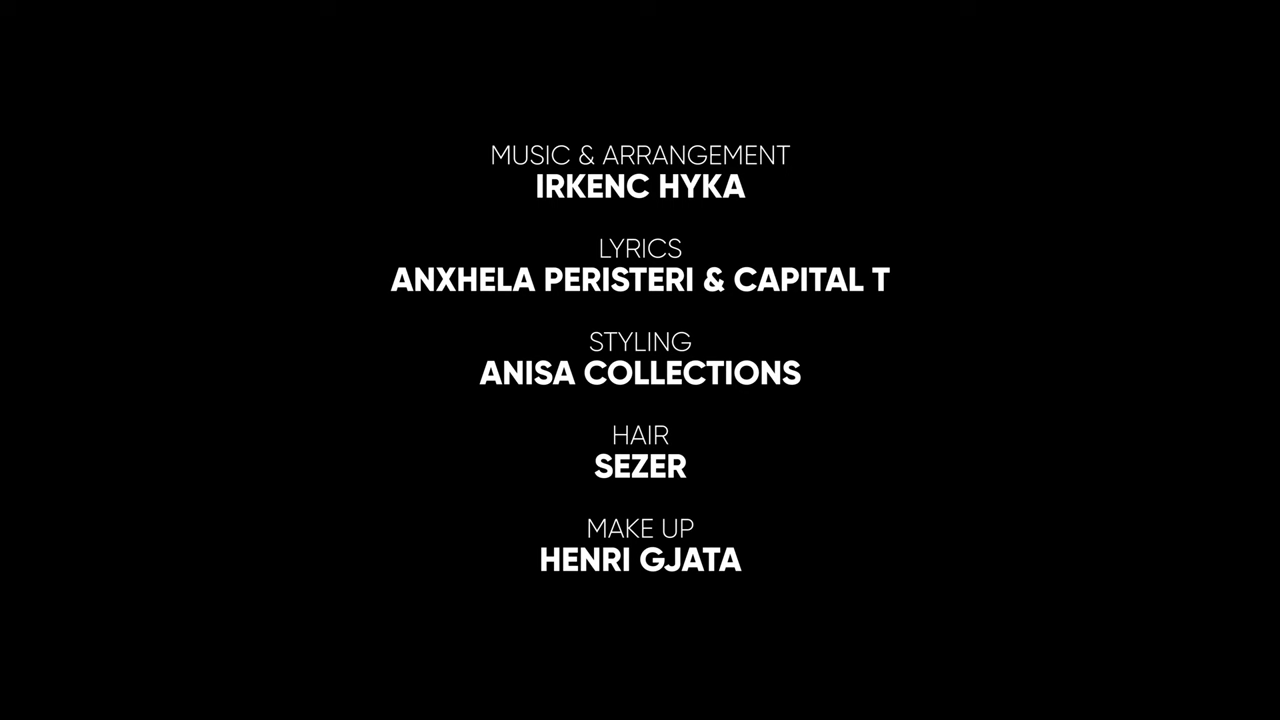 MUSIC & ARRANGEMENT
IRKENC HYKA
LYRICS
ANXHELA PERISTERI & CAPITAL T
STYLING
ANISA COLLECTIONS
HAIR
SEZER
MAKE UP
HENRI GJATA